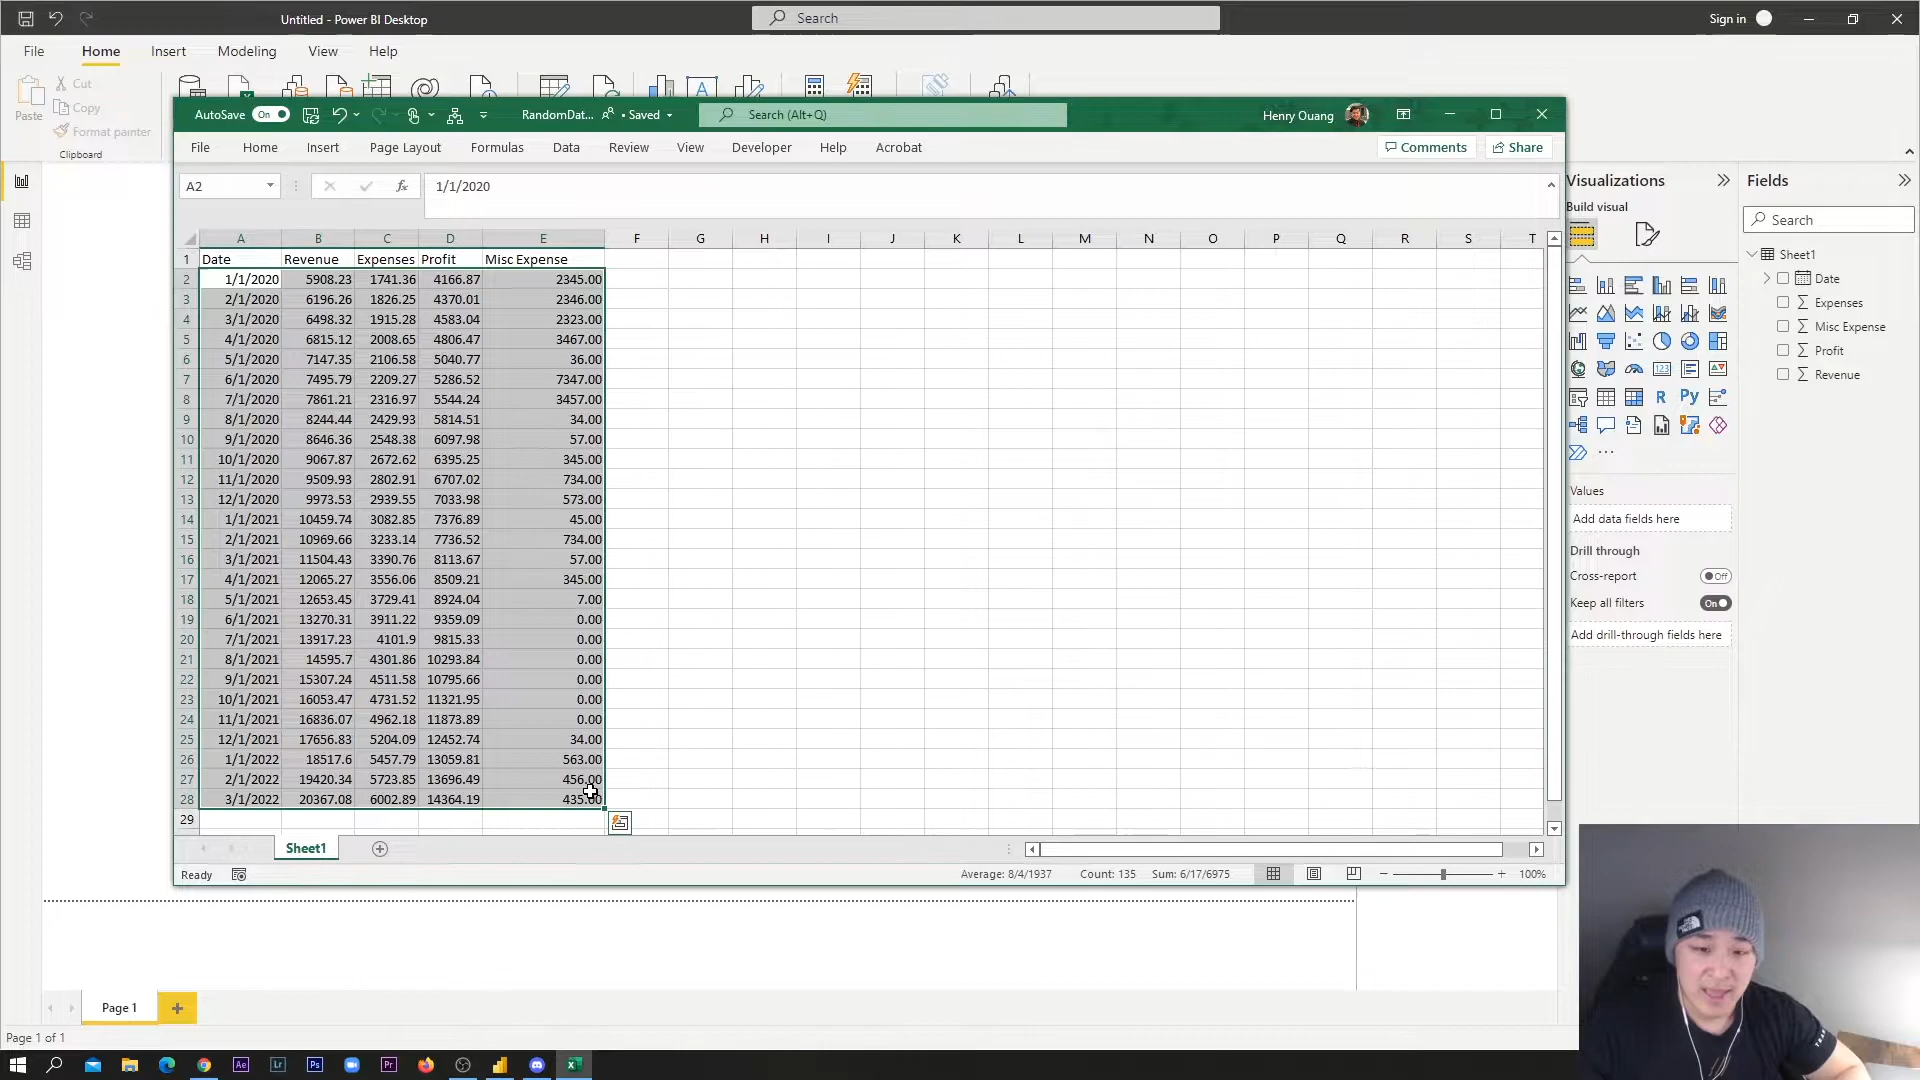 Untitled - Power BI Desktop
Search
Sign in
File Home Insert Modeling View Help
Paste
Cut
Copy
Format painter
Clipboard
AutoSave On
RandomDat... • Saved
Search (Alt+Q)
Henry Ouang
File Home Insert Page Layout Formulas Data Review View Developer Help Acrobat
Comments Share
A2
fx
1/1/2020
A B C D E F G H I J K L M N O P Q R S T
1 Date Revenue Expenses Profit Misc Expense
2 1/1/2020 5908.23 1741.36 4166.87 2345.00
3 2/1/2020 6196.26 1826.25 4370.01 2346.00
4 3/1/2020 6498.32 1915.28 4583.04 2323.00
5 4/1/2020 6815.12 2008.65 4806.47 3467.00
6 5/1/2020 7147.35 2106.58 5040.77 36.00
7 6/1/2020 7495.79 2209.27 5286.52 7347.00
8 7/1/2020 7861.21 2316.97 5544.24 3457.00
9 8/1/2020 8244.44 2429.93 5814.51 34.00
10 9/1/2020 8646.36 2548.38 6097.98 57.00
11 10/1/2020 9067.87 2672.62 6395.25 345.00
12 11/1/2020 9509.93 2802.91 6707.02 734.00
13 12/1/2020 9973.53 2939.55 7033.98 573.00
14 1/1/2021 10459.74 3082.85 7376.89 45.00
15 2/1/2021 10969.66 3233.14 7736.52 734.00
16 3/1/2021 11504.43 3390.76 8113.67 57.00
17 4/1/2021 12065.27 3556.06 8509.21 345.00
18 5/1/2021 12653.45 3729.41 8924.04 7.00
19 6/1/2021 13270.31 3911.22 9359.09 0.00
20 7/1/2021 13917.23 4101.9 9815.33 0.00
21 8/1/2021 14595.7 4301.86 10293.84 0.00
22 9/1/2021 15307.24 4511.58 10795.66 0.00
23 10/1/2021 16053.47 4731.52 11321.95 0.00
24 11/1/2021 16836.07 4962.18 11873.89 0.00
25 12/1/2021 17656.83 5204.09 12452.74 34.00
26 1/1/2022 18517.6 5457.79 13059.81 563.00
27 2/1/2022 19420.34 5723.85 13696.49 456.00
28 3/1/2022 20367.08 6002.89 14364.19 435.00
29
Sheet1
Ready
Average: 8/4/1937 Count: 135 Sum: 6/17/6975
100%
Visualizations
Build visual
123
R
Py
Values
Add data fields here
Drill through
Cross-report
Off
Keep all filters
On
Add drill-through fields here
Fields
Search
Sheet1
Date
Expenses
Misc Expense
Profit
Revenue
Page 1
Page 1 of 1
Ae
Lr
Ps
Pr